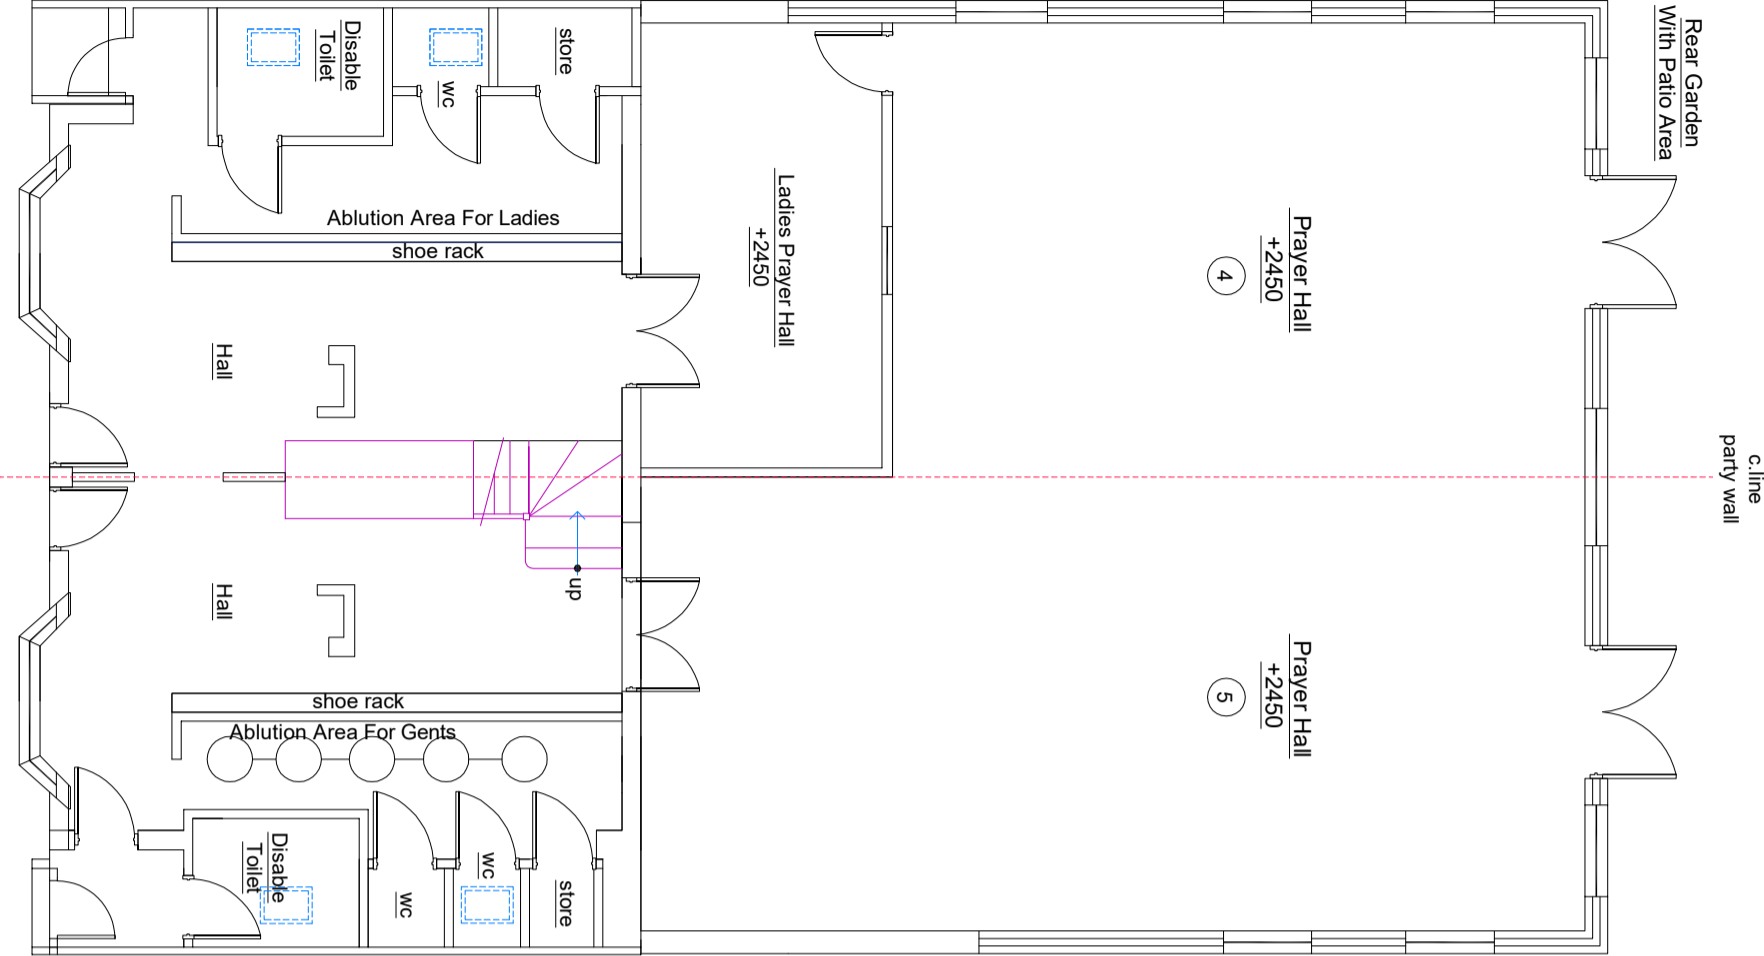 Disable
Toilet
wc
store
Rear Garden
With Patio Area
Ablution Area For Ladies
shoe rack
Ladies Prayer Hall
+2450
Prayer Hall
+2450
4
Hall
c.line
party wall
up
Hall
Prayer Hall
+2450
5
shoe rack
Ablution Area For Gents
Disable
Toilet
wc
wc
store